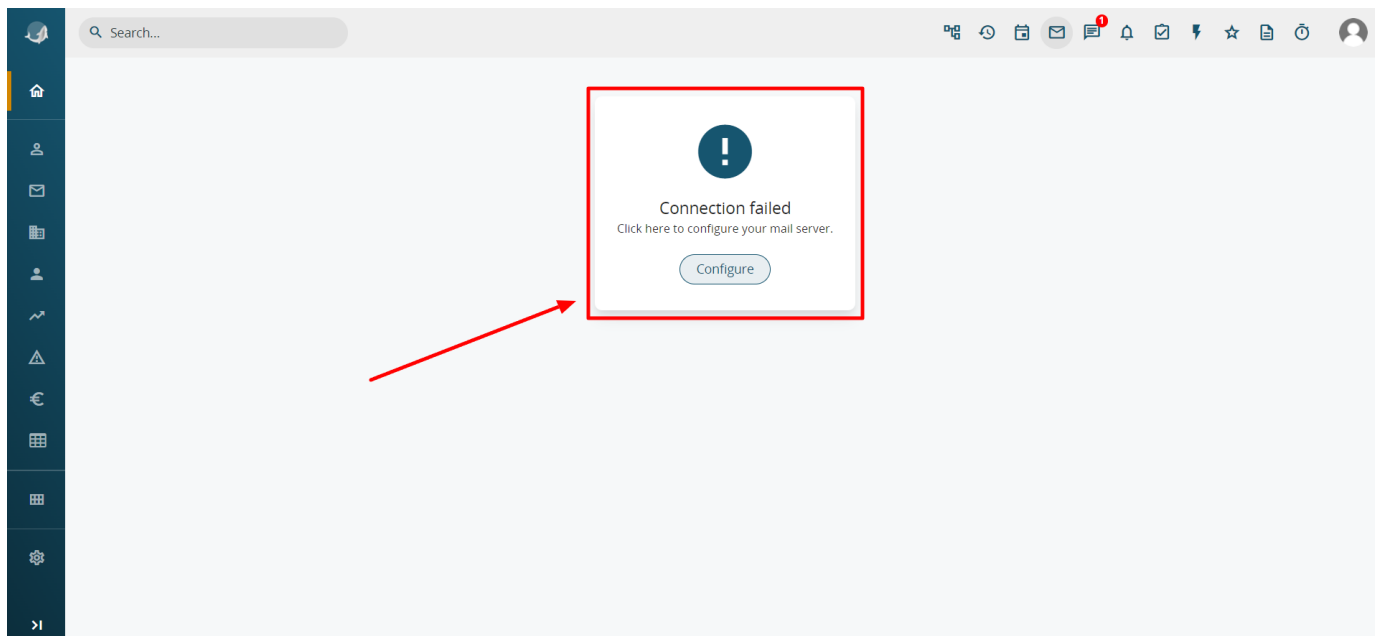 Search...
1
Connection failed
Click here to configure your mail server.
Configure